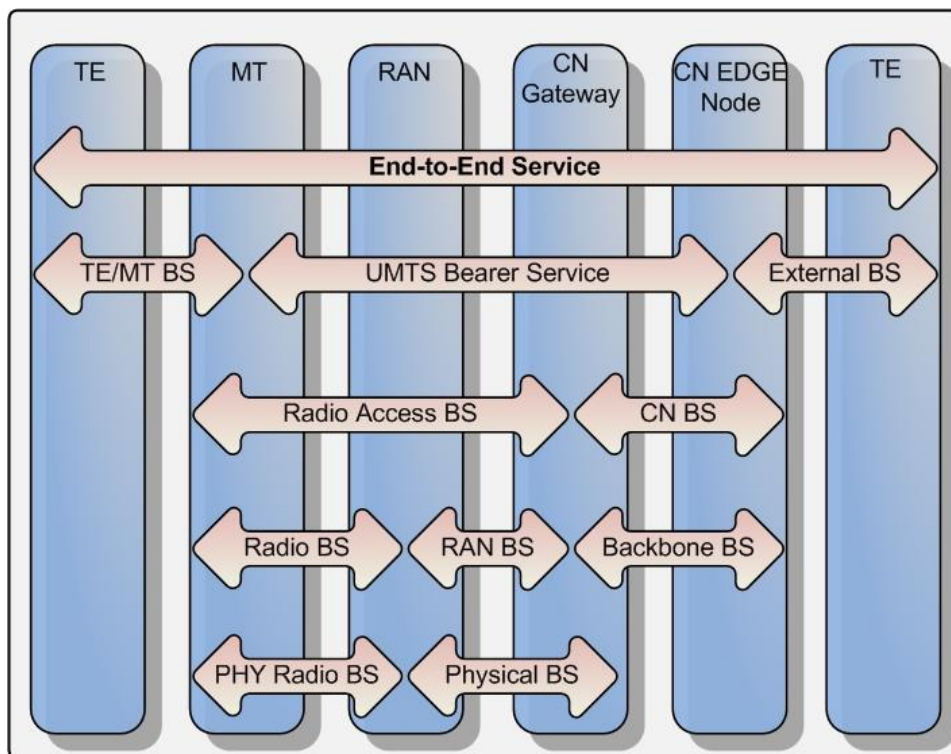 TE
MT
RAN
CN
Gateway
CN EDGE
Node
TE
End-to-End Service
TE/MT BS
UMTS Bearer Service
External BS
Radio Access BS
CN BS
Radio BS
RAN BS
Backbone BS
PHY Radio BS
Physical BS